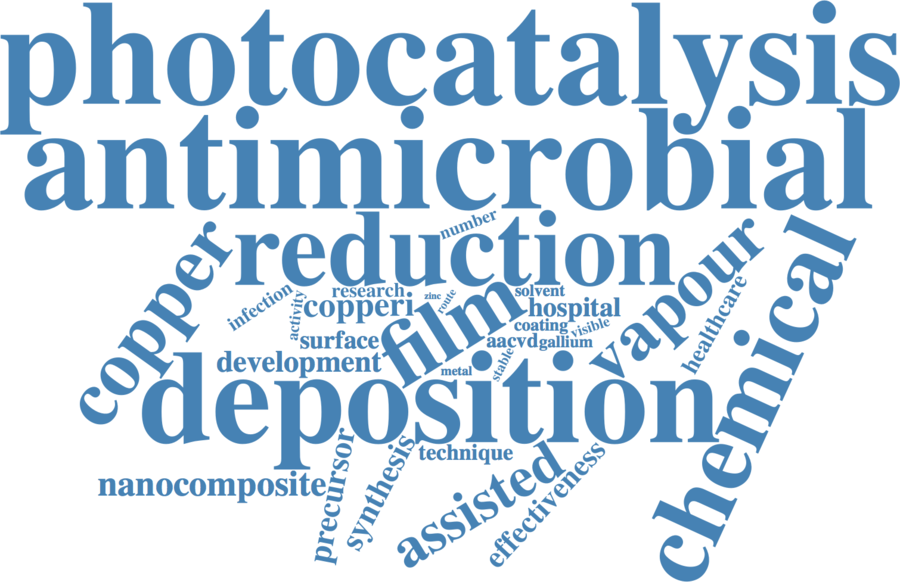 photocatalysis
antimicrobial
reduction
number
copper
vapour
chemical
infection
research
zinc
route
solvent
activity
copperi
film
hospital
healthcare
coating
visible
surface
aacvd
gallium
development
metal
stable
deposition
precursor
synthesis
technique
nanocomposite
assisted
effectiveness